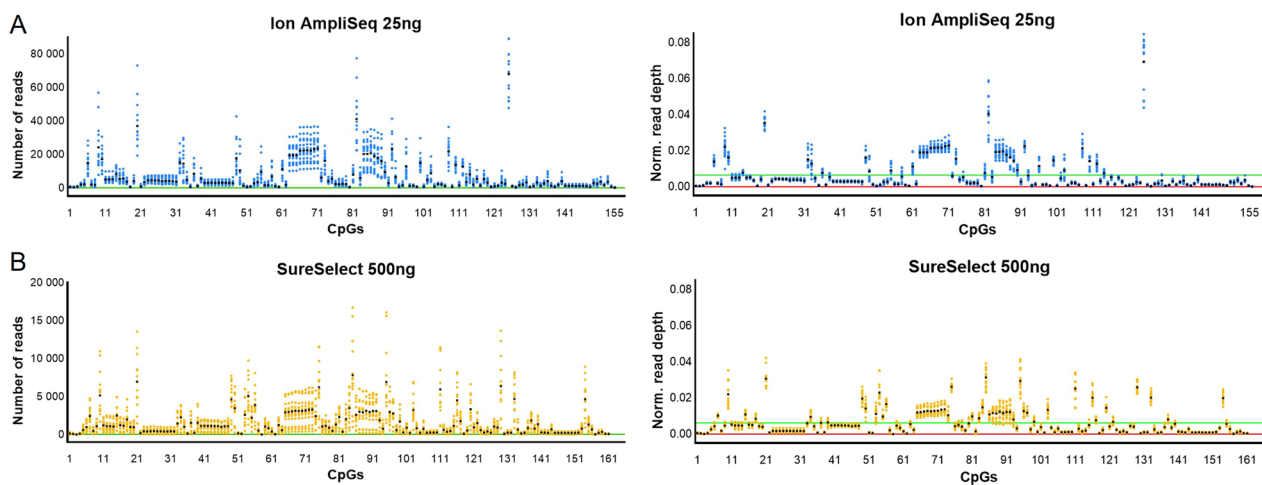 A
Ion AmpliSeq 25ng
Number of reads
80 000
60 000
40 000
20 000
0
1 11 21 31 41 51 61 71 81 91 101 111 121 131 141 155
CpGs
Ion AmpliSeq 25ng
Norm. read depth
0.08
0.06
0.04
0.02
0.00
1 11 21 31 41 51 61 71 81 91 101 111 121 131 141 155
CpGs
B
SureSelect 500ng
Number of reads
20 000
15 000
10 000
5 000
0
1 11 21 31 41 51 61 71 81 91 101 111 121 131 141 151 161
CpGs
SureSelect 500ng
Norm. read depth
0.08
0.06
0.04
0.02
0.00
1 11 21 31 41 51 61 71 81 91 101 111 121 131 141 151 161
CpGs